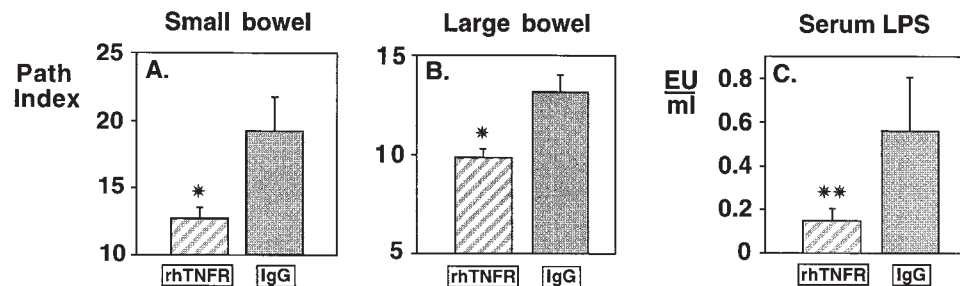 Small bowel
Large bowel
Serum LPS
Path
Index
A.
25
20
15
10
*
rhTNFR
IgG
B.
15
10
5
*
rhTNFR
IgG
EU
ml
C.
0.8
0.6
0.4
0.2
0
**
rhTNFR
IgG